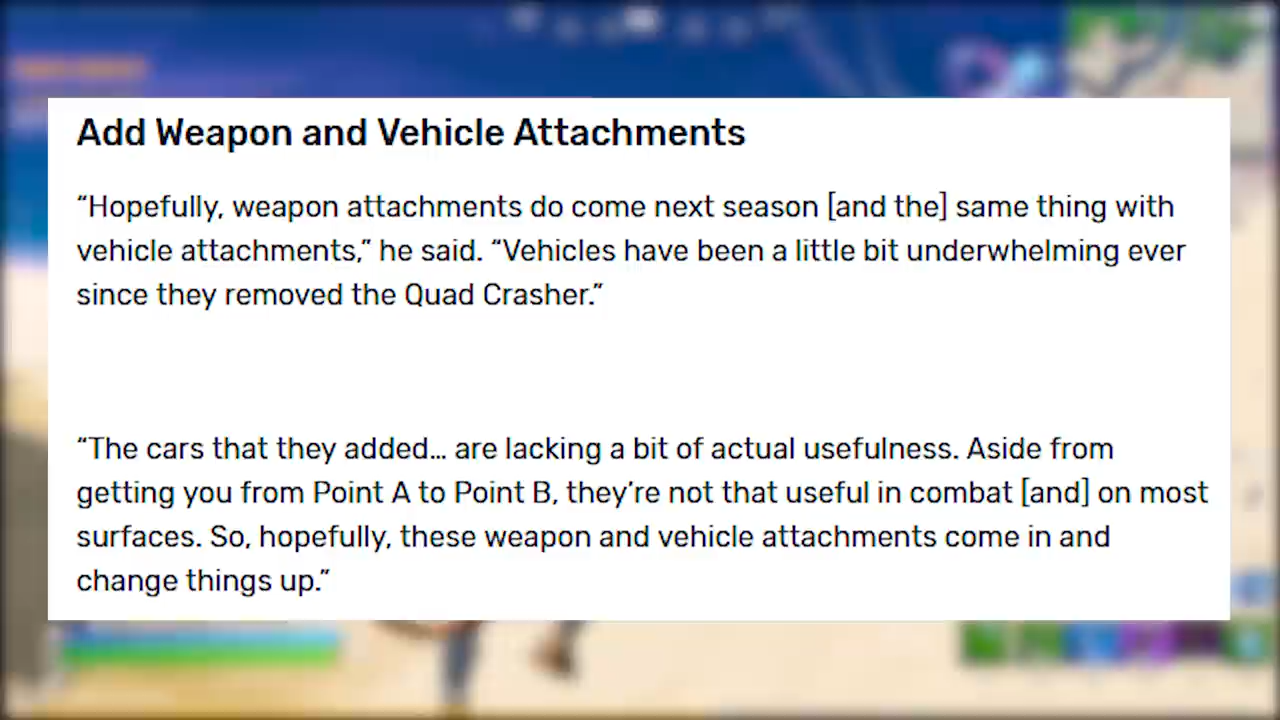 Add Weapon and Vehicle Attachments
“Hopefully, weapon attachments do come next season [and the] same thing with
vehicle attachments,” he said. “Vehicles have been a little bit underwhelming ever
since they removed the Quad Crasher.”
“The cars that they added… are lacking a bit of actual usefulness. Aside from
getting you from Point A to Point B, they’re not that useful in combat [and] on most
surfaces. So, hopefully, these weapon and vehicle attachments come in and
change things up.”